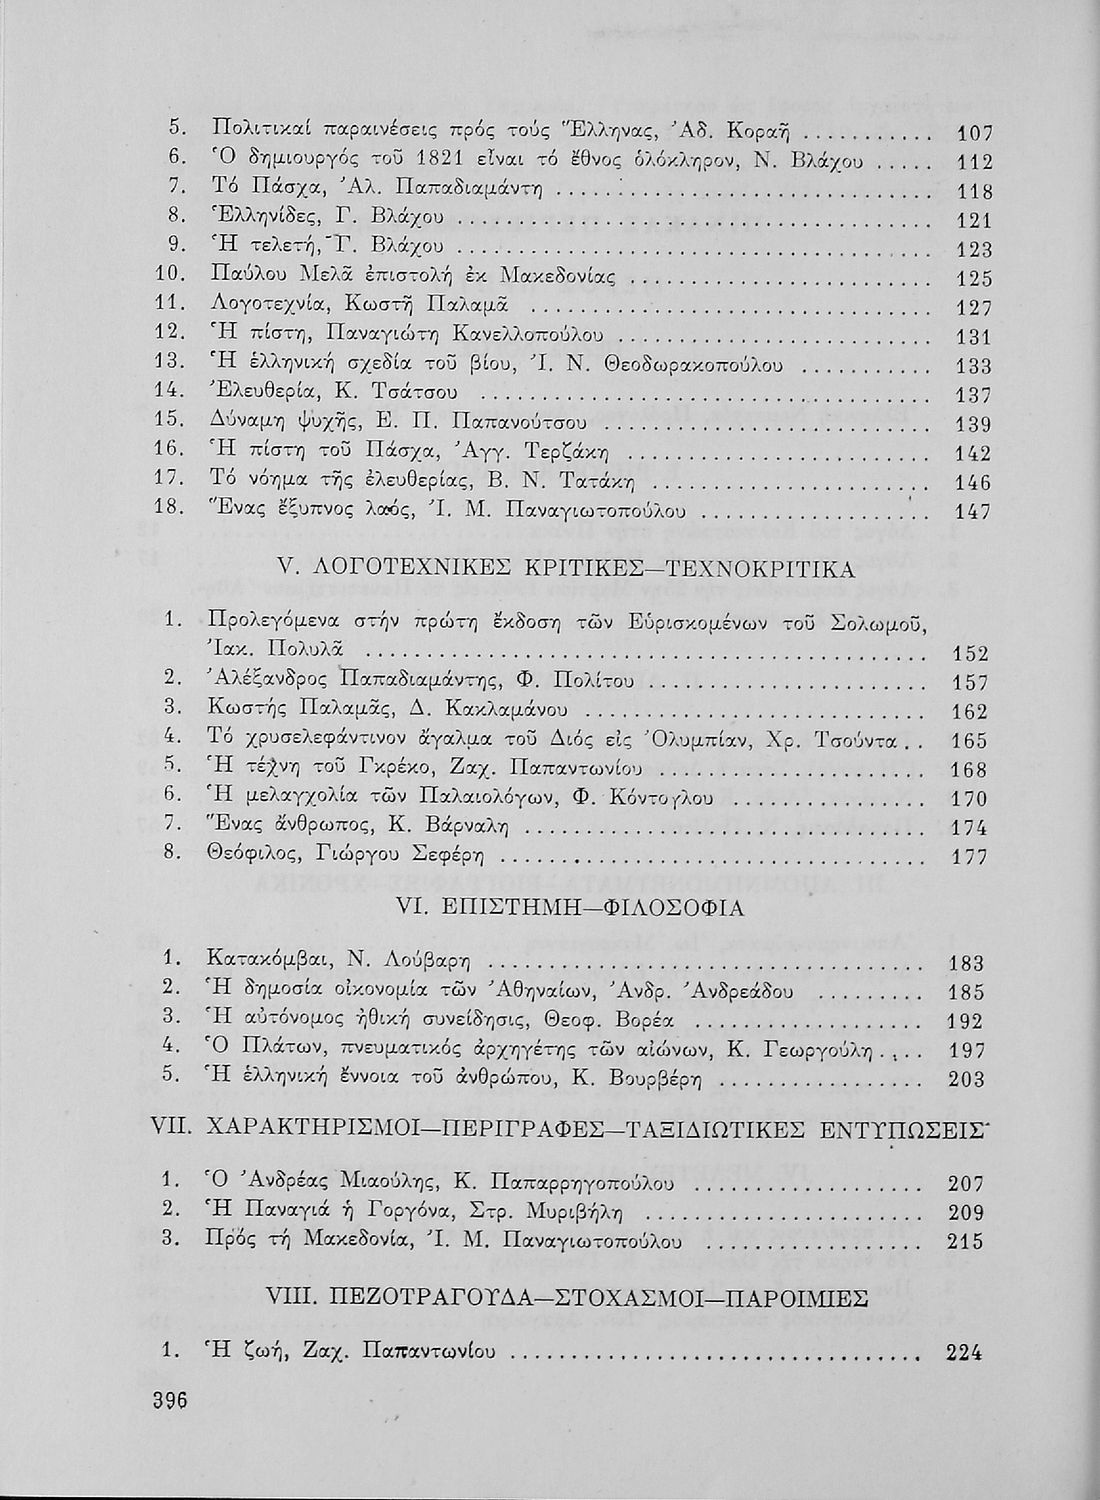 5. Πολιτικαί παραινέσεις πρός τούς Ἕλληνας, Ἀδ. Κοραῆ . . . . . . . . . . . 107
6. Ὁ δημιουργός τοῦ 1821 εἶναι τό ἔθνος ὁλόκληρον, Ν. Βλάχου . . . . . 112
7. Τό Πάσχα, Ἀλ. Παπαδιαμάντη . . . . . . . . . . . 118
8. Ἑλληνίδες, Γ. Βλάχου . . . . . . . . . . . 121
9. Ἡ τελετή, Γ. Βλάχου . . . . . . . . . . . 123
10. Παύλου Μελᾶ ἐπιστολή ἐκ Μακεδονίας . . . . . . . . . . . 125
11. Λογοτεχνία, Κωστῆ Παλαμᾶ . . . . . . . . . . . 127
12. Ἡ πίστη, Παναγιώτη Κανελλοπούλου . . . . . . . . . . . 131
13. Ἡ ἑλληνική σχεδία τοῦ βίου, Ἰ. Ν. Θεοδωρακοπούλου . . . . . . . . . . . 133
14. Ἐλευθερία, Κ. Τσάτσου . . . . . . . . . . . 137
15. Δύναμη ψυχῆς, Ε. Π. Παπανούτσου . . . . . . . . . . . 139
16. Ἡ πίστη τοῦ Πάσχα, Ἀγγ. Τερζάκη . . . . . . . . . . . 142
17. Τό νόημα τῆς ἐλευθερίας, Β. Ν. Τατάκη . . . . . . . . . . . 146
18. Ἕνας ἔξυπνος λαός, Ἰ. Μ. Παναγιωτοπούλου . . . . . . . . . . . 147
V. ΛΟΓΟΤΕΧΝΙΚΕΣ ΚΡΙΤΙΚΕΣ—ΤΕΧΝΟΚΡΙΤΙΚΑ
1. Προλεγόμενα στήν πρώτη ἔκδοση τῶν Εὑρισκομένων τοῦ Σολωμοῦ,
Ἰακ. Πολυλᾶ . . . . . . . . . . . 152
2. Ἀλέξανδρος Παπαδιαμάντης, Φ. Πολίτου . . . . . . . . . . . 157
3. Κωστής Παλαμᾶς, Δ. Κακλαμάνου . . . . . . . . . . . 162
4. Τό χρυσελεφάντινον ἄγαλμα τοῦ Διός εἰς Ὀλυμπίαν, Χρ. Τσούντα . . 165
5. Ἡ τέχνη τοῦ Γκρέκο, Ζαχ. Παπαντωνίου . . . . . . . . . . . 168
6. Ἡ μελαγχολία τῶν Παλαιολόγων, Φ. Κόντογλου . . . . . . . . . . . 170
7. Ἕνας ἄνθρωπος, Κ. Βάρναλη . . . . . . . . . . . 174
8. Θεόφιλος, Γιώργου Σεφέρη . . . . . . . . . . . 177
VI. ΕΠΙΣΤΗΜΗ—ΦΙΛΟΣΟΦΙΑ
1. Κατακόμβαι, Ν. Λούβαρη . . . . . . . . . . . 183
2. Ἡ δημοσία οἰκονομία τῶν Ἀθηναίων, Ἀνδρ. Ἀνδρεάδου . . . . . . . . . 185
3. Ἡ αὐτόνομος ἠθική συνείδησις, Θεοφ. Βορέα . . . . . . . . . . . 192
4. Ὁ Πλάτων, πνευματικός ἀρχηγέτης τῶν αἰώνων, Κ. Γεωργούλη . . . . 197
5. Ἡ ἑλληνική ἔννοια τοῦ ἀνθρώπου, Κ. Βουρβέρη . . . . . . . . . . . 203
VII. ΧΑΡΑΚΤΗΡΙΣΜΟΙ—ΠΕΡΙΓΡΑΦΕΣ—ΤΑΞΙΔΙΩΤΙΚΕΣ ΕΝΤΥΠΩΣΕΙΣ
1. Ὁ Ἀνδρέας Μιαούλης, Κ. Παπαρρηγοπούλου . . . . . . . . . . . 207
2. Ἡ Παναγιά ἡ Γοργόνα, Στρ. Μυριβήλη . . . . . . . . . . . 209
3. Πρός τή Μακεδονία, Ἰ. Μ. Παναγιωτοπούλου . . . . . . . . . . . 215
VIII. ΠΕΖΟΤΡΑΓΟΥΔΑ—ΣΤΟΧΑΣΜΟΙ—ΠΑΡΟΙΜΙΕΣ
1. Ἡ ζωή, Ζαχ. Παπαντωνίου . . . . . . . . . . . 224
396